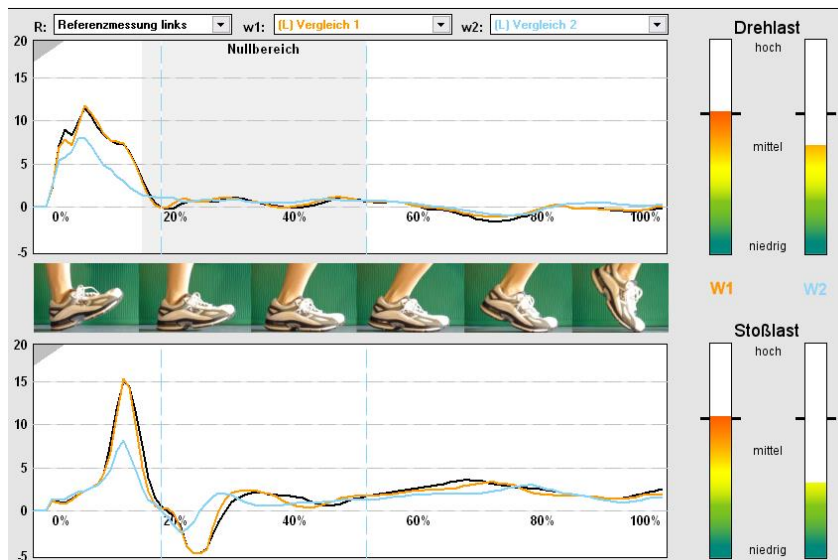 R: Referenzmessung links w1: (L) Vergleich 1 w2: (L) Vergleich 2
Drehlast
hoch
mittel
niedrig
20
15
10
5
0
-5
Nullbereich
0% 20% 40% 60% 80% 100%
W1 W2
Stoßlast
hoch
mittel
niedrig
20
15
10
5
0
-5
0% 20% 40% 60% 80% 100%